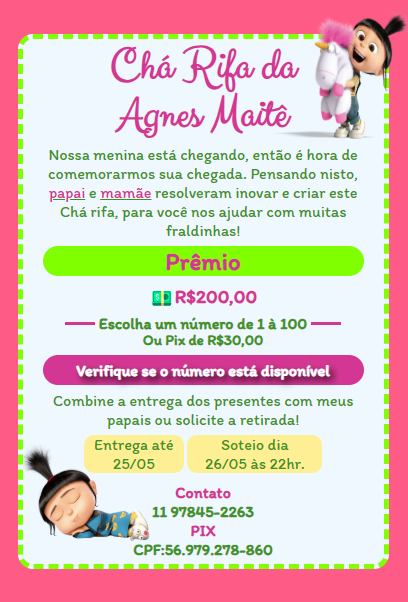 Chá Rifa da
Agnes Maitê
Nossa menina está chegando, então é hora de
comemorarmos sua chegada. Pensando nisto,
papai e mamãe resolveram inovar e criar este
Chá rifa, para você nos ajudar com muitas
fraldinhas!
Prêmio
R$200,00
Escolha um número de 1 à 100
Ou Pix de R$30,00
Verifique se o número está disponível
Combine a entrega dos presentes com meus
papais ou solicite a retirada!
Entrega até
25/05
Soteio dia
26/05 às 22hr.
Contato
11 97845-2263
PIX
CPF:56.979.278-860